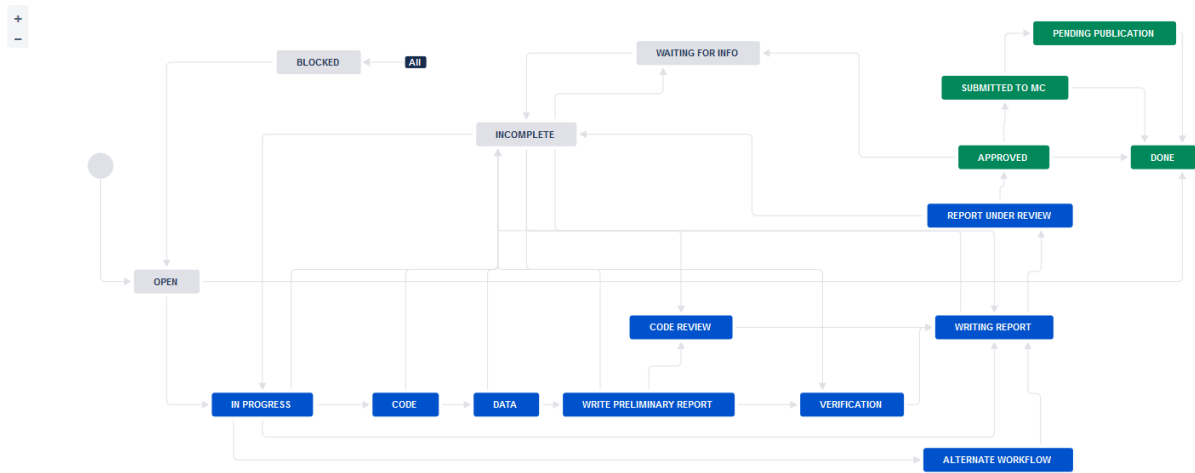 +
−
PENDING PUBLICATION
BLOCKED
All
WAITING FOR INFO
SUBMITTED TO MC
INCOMPLETE
APPROVED
DONE
REPORT UNDER REVIEW
OPEN
CODE REVIEW
WRITING REPORT
IN PROGRESS
CODE
DATA
WRITE PRELIMINARY REPORT
VERIFICATION
ALTERNATE WORKFLOW